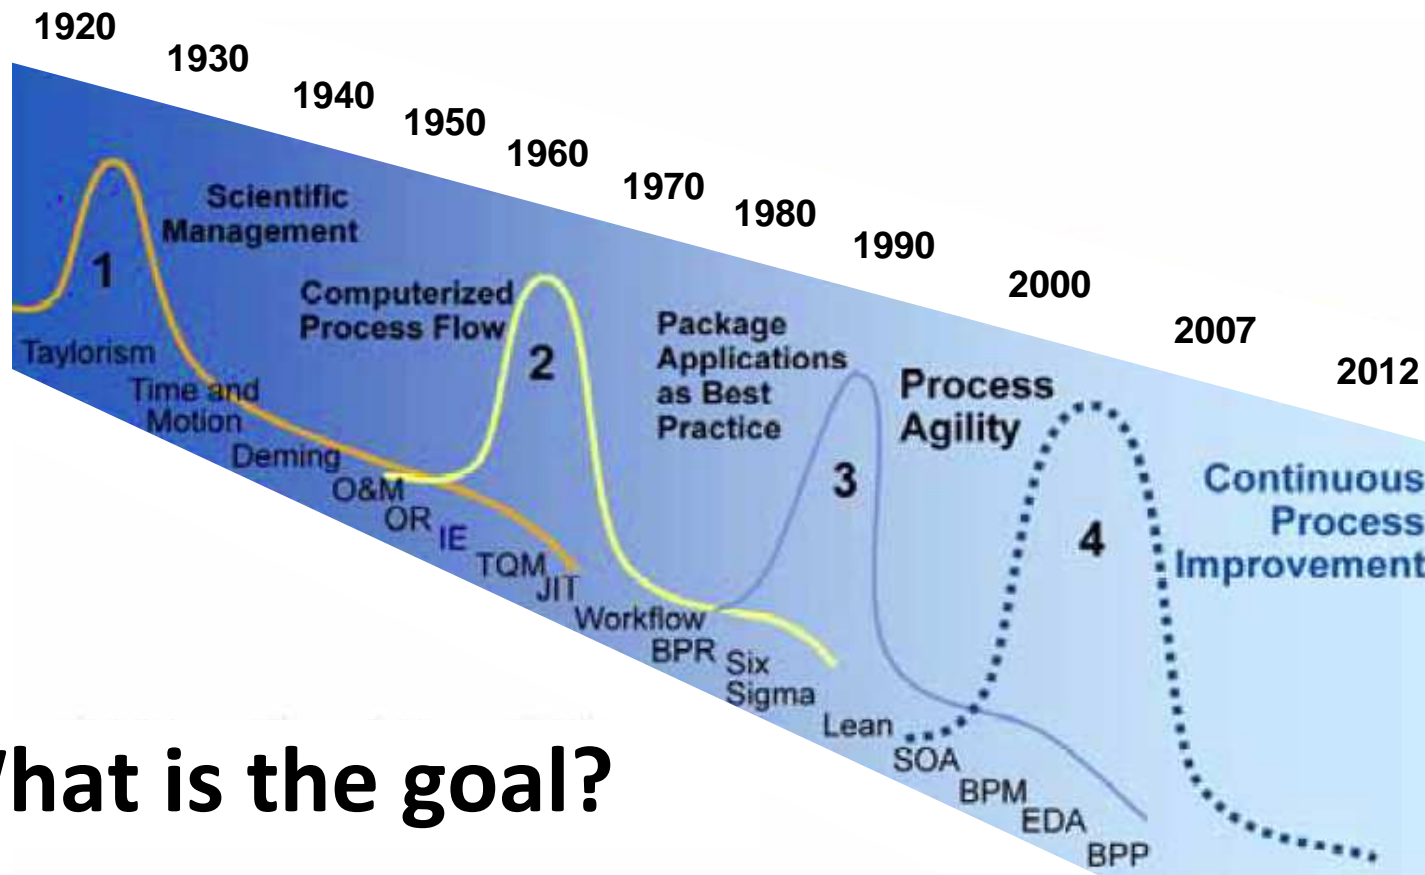 1920
1930
1940
1950
1960
1970
1980
1990
2000
2007
2012
Scientific
Management
1
Computerized
Process Flow
2
Package
Applications
as Best
Practice
3
Process
Agility
4
Continuous
Process
Improvement
Taylorism
Time and
Motion
Deming
O&M
OR
IE
TQM
JIT
Workflow
BPR
Six
Sigma
Lean
SOA
BPM
EDA
BPP
What is the goal?